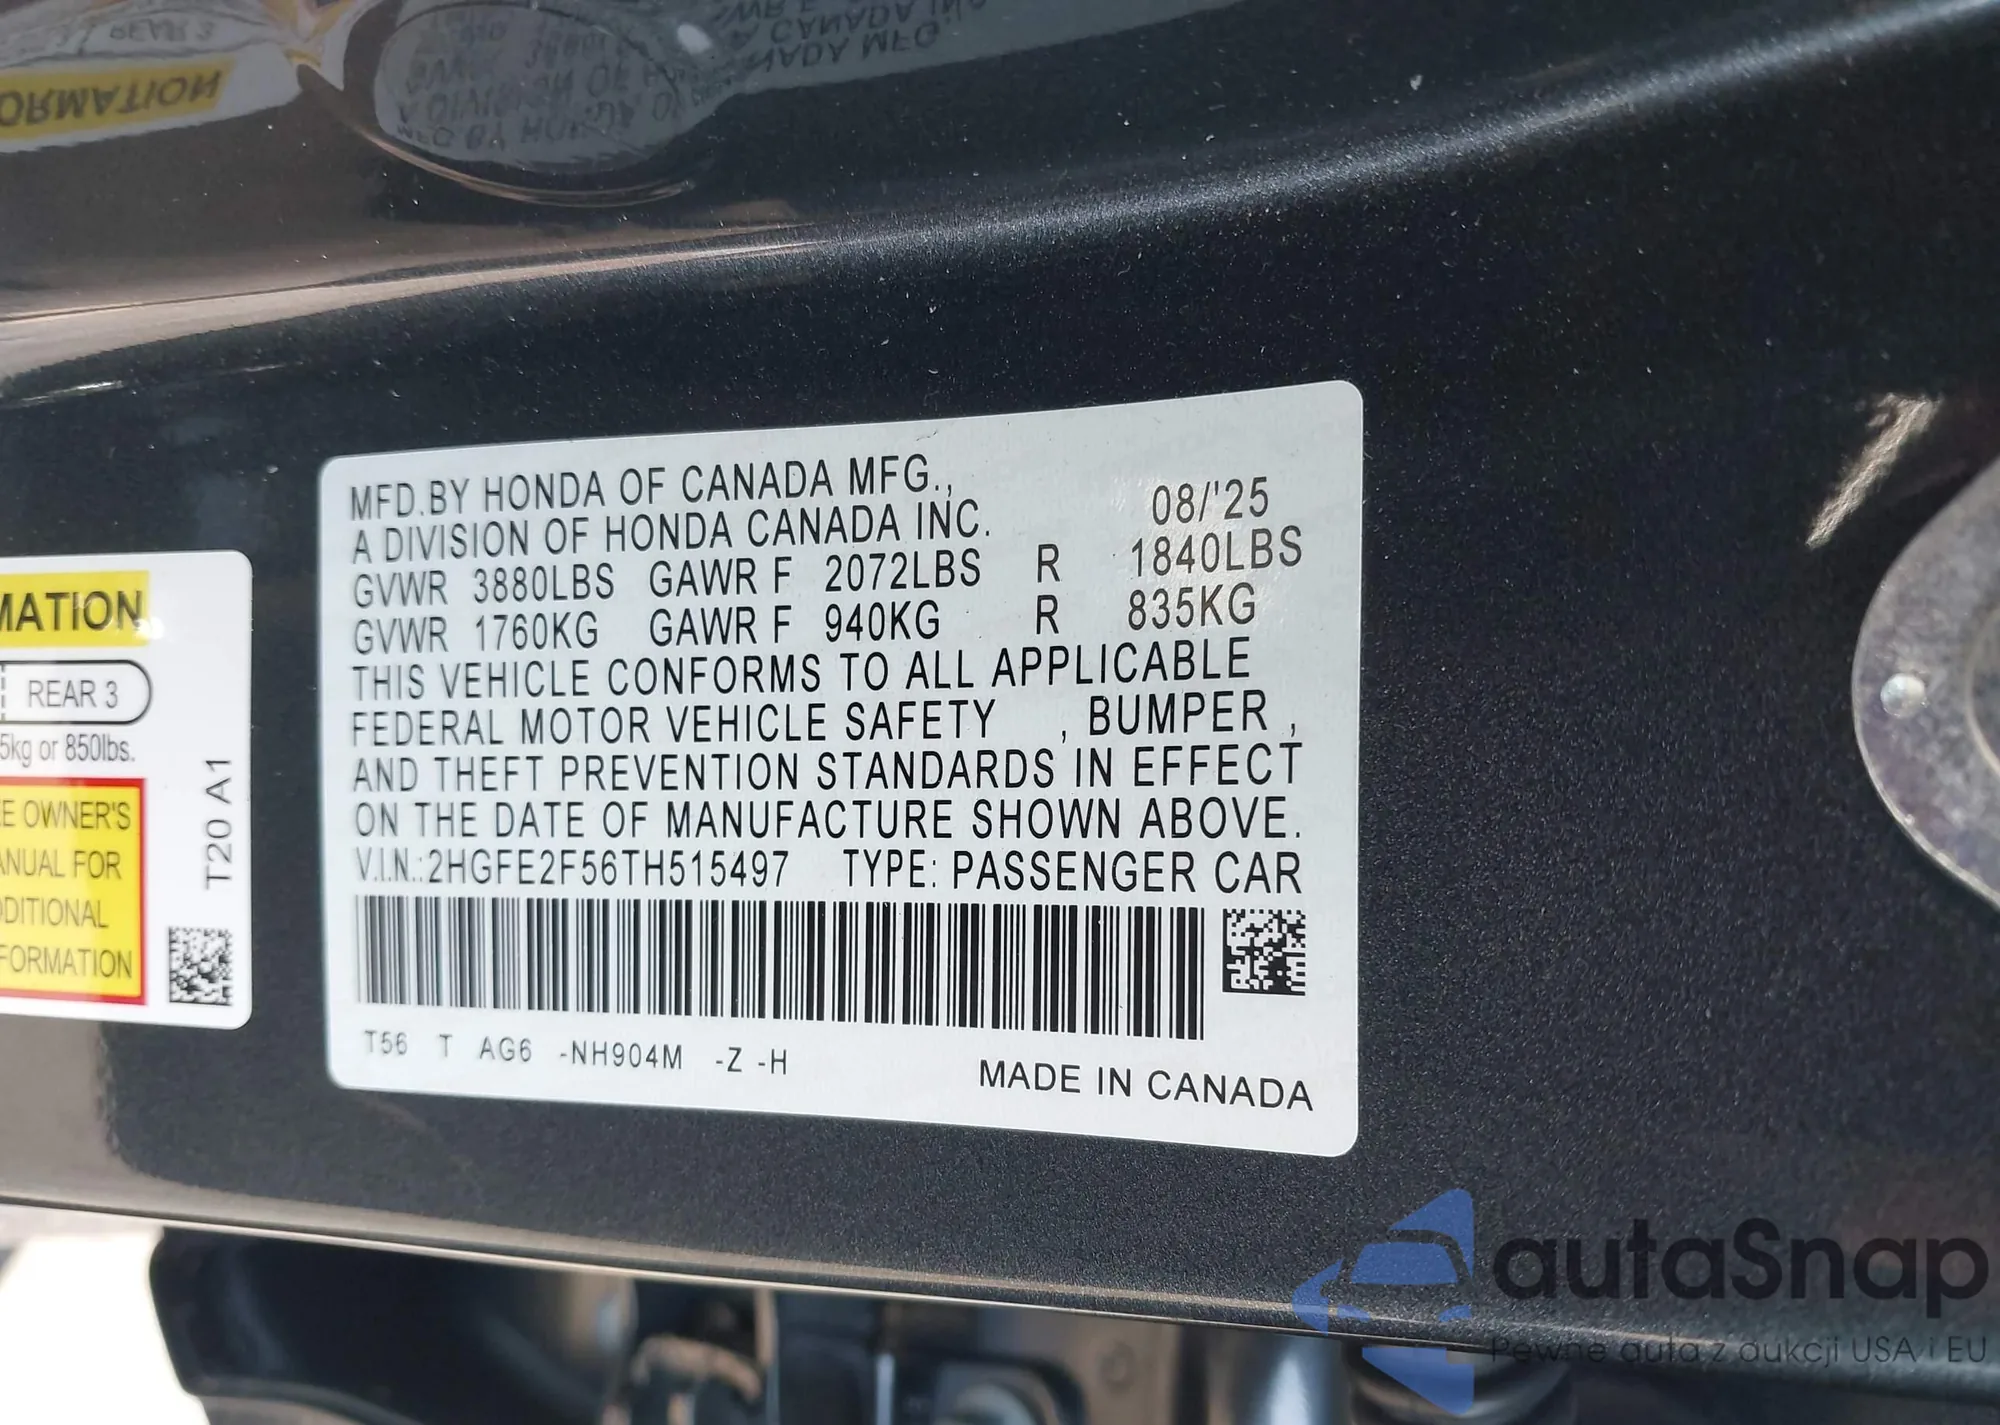 MFD.BY HONDA OF CANADA MFG.,
A DIVISION OF HONDA CANADA INC. 08/'25
GVWR 3880LBS GAWR F 2072LBS R 1840LBS
GVWR 1760KG GAWR F 940KG R 835KG
THIS VEHICLE CONFORMS TO ALL APPLICABLE
FEDERAL MOTOR VEHICLE SAFETY , BUMPER ,
AND THEFT PREVENTION STANDARDS IN EFFECT
ON THE DATE OF MANUFACTURE SHOWN ABOVE.
V.I.N.:2HGFE2F56TH515497 TYPE: PASSENGER CAR
T56 T AG6 -NH904M -Z -H
MADE IN CANADA
MATION
REAR 3
5kg or 850lbs.
E OWNER'S
ANUAL FOR
DDITIONAL
FORMATION
T20 A1
autaSnap
Pewne auta z aukcji USA i EU